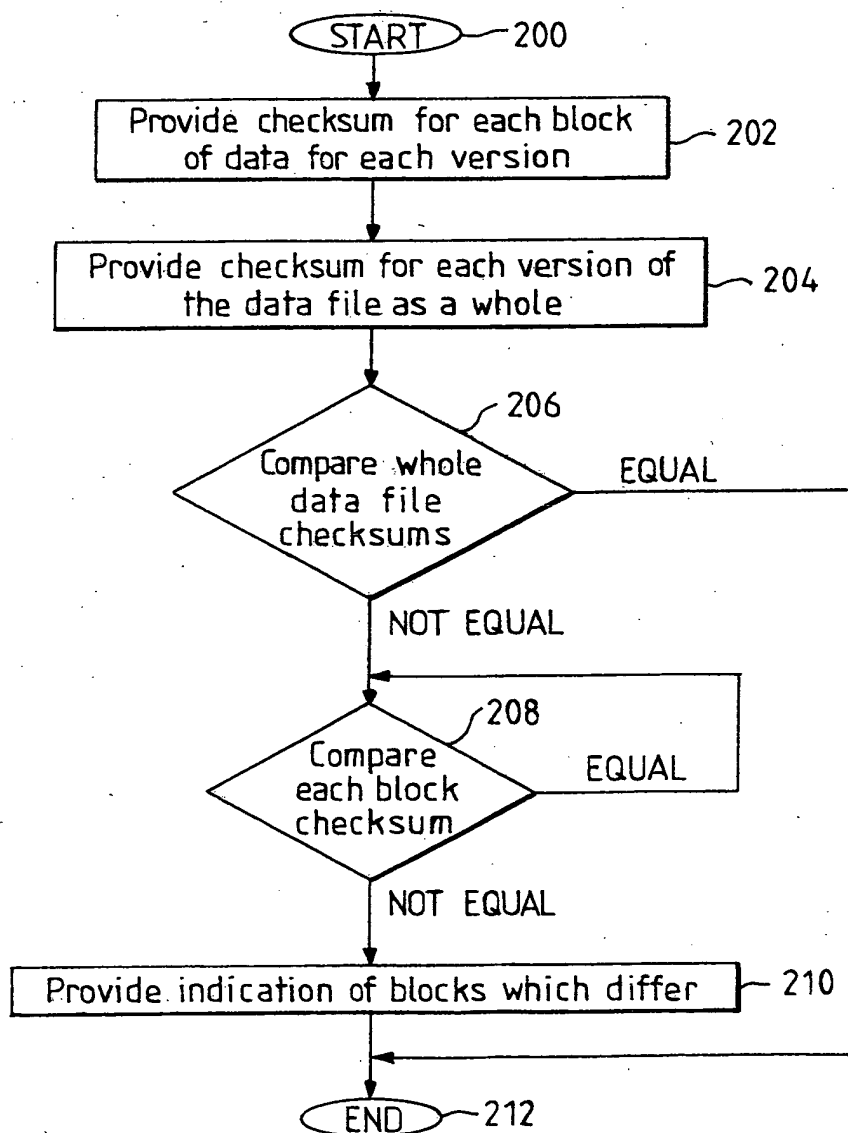 START
200
Provide checksum for each block
of data for each version
202
Provide checksum for each version of
the data file as a whole
204
206
Compare whole
data file
checksums
EQUAL
NOT EQUAL
208
Compare
each block
checksum
EQUAL
NOT EQUAL
Provide indication of blocks which differ
210
END
212